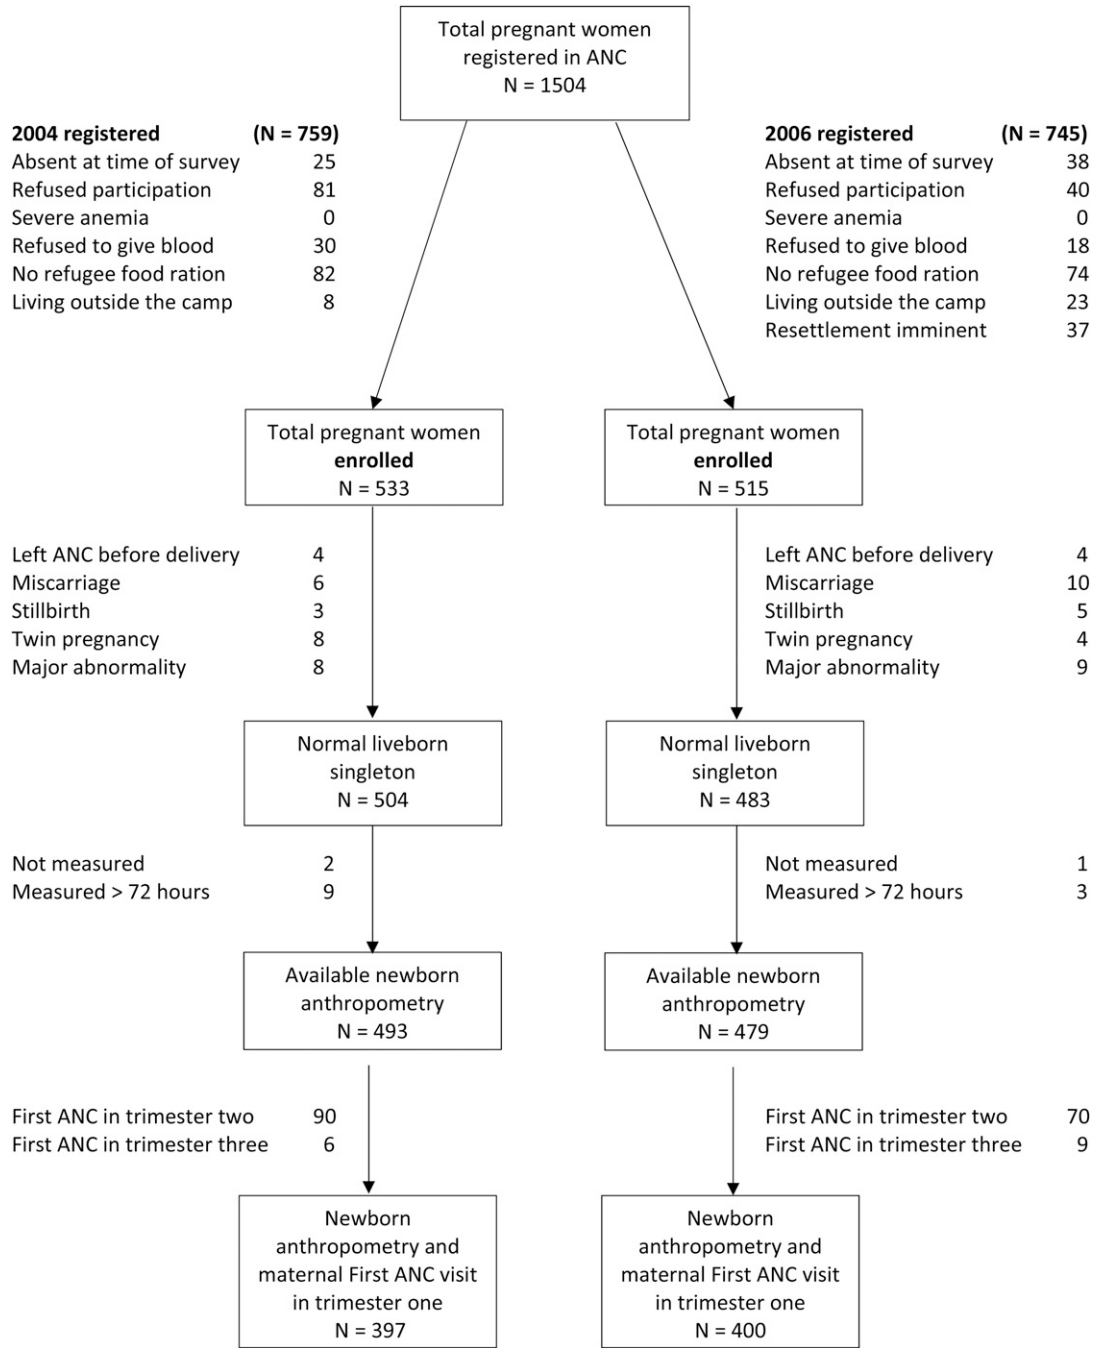 Total pregnant women
registered in ANC
N = 1504
2004 registered (N = 759)
Absent at time of survey 25
Refused participation 81
Severe anemia 0
Refused to give blood 30
No refugee food ration 82
Living outside the camp 8
2006 registered (N = 745)
Absent at time of survey 38
Refused participation 40
Severe anemia 0
Refused to give blood 18
No refugee food ration 74
Living outside the camp 23
Resettlement imminent 37
Total pregnant women
enrolled
N = 533
Total pregnant women
enrolled
N = 515
Left ANC before delivery 4
Miscarriage 6
Stillbirth 3
Twin pregnancy 8
Major abnormality 8
Left ANC before delivery 4
Miscarriage 10
Stillbirth 5
Twin pregnancy 4
Major abnormality 9
Normal liveborn
singleton
N = 504
Normal liveborn
singleton
N = 483
Not measured 2
Measured > 72 hours 9
Not measured 1
Measured > 72 hours 3
Available newborn
anthropometry
N = 493
Available newborn
anthropometry
N = 479
First ANC in trimester two 90
First ANC in trimester three 6
First ANC in trimester two 70
First ANC in trimester three 9
Newborn
anthropometry and
maternal First ANC visit
in trimester one
N = 397
Newborn
anthropometry and
maternal First ANC visit
in trimester one
N = 400